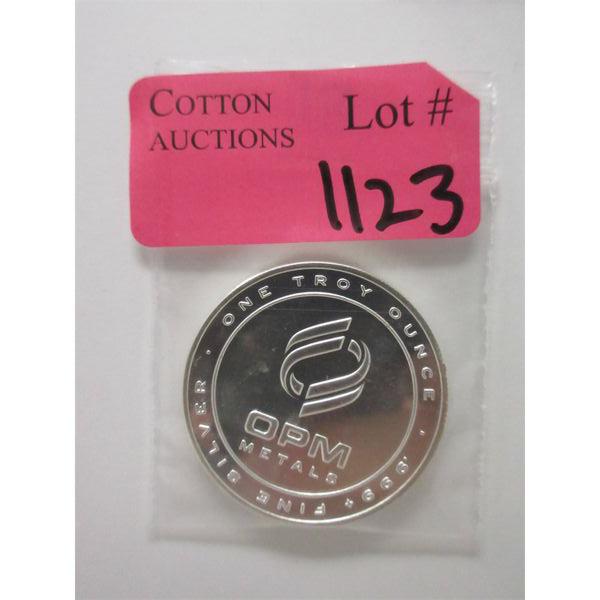 COTTON
AUCTIONS
Lot #
1123
· ONE TROY OUNCE ·
OPM
METALS
.999+ FINE SILVER